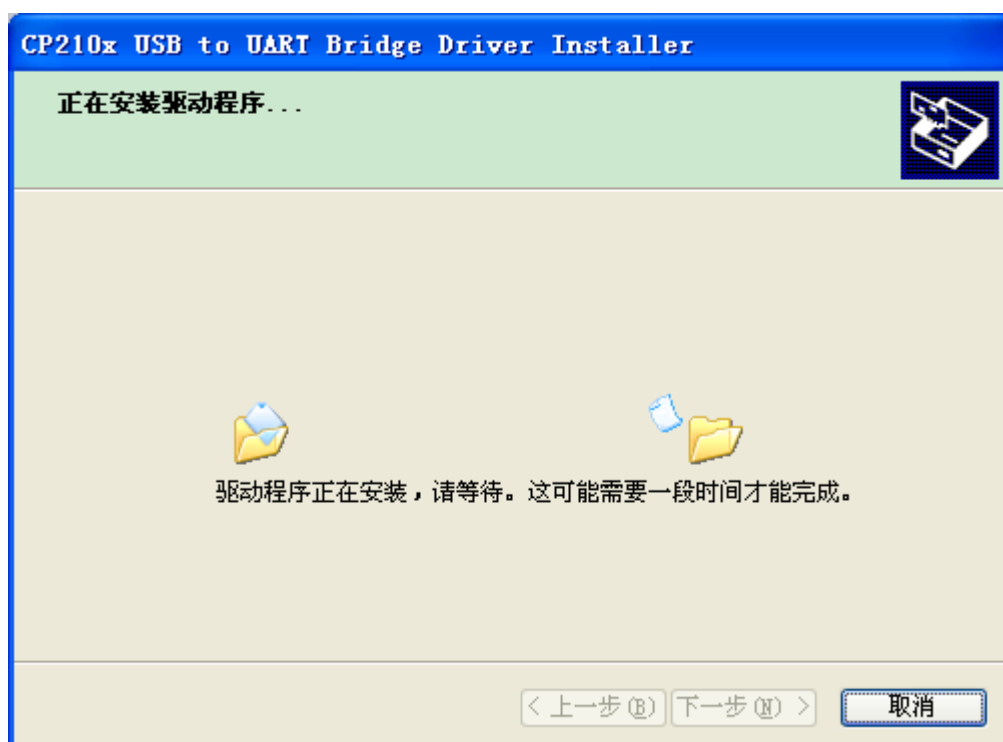 CP210x USB to UART Bridge Driver Installer
正在安装驱动程序...
驱动程序正在安装，请等待。这可能需要一段时间才能完成。
< 上一步(B) 下一步(N) > 取消